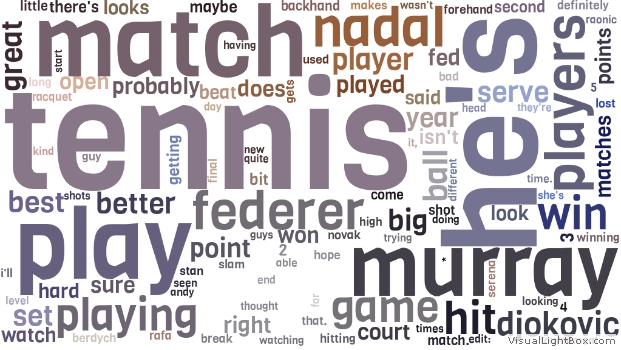 little there's looks maybe backhand makes wasn't forehand second definitely
great start match having used nadal fed he's players raonic points
long open probably beat does gets player played bad said serve
racquet day year head they're 5 lost
tennis it, isn't matches
kind guy getting final new quite bit ball different time.
best shots better come shot doing she's
federer high big look win
play point guys won novak trying 3 winning
i'll stan slam 2 able hope murray *
hard sure seen andy end serena
level set playing thought far game hit looking 4
watch berdych rafa right that. court times djokovic
break watching hitting match. edit:
VisualLightBox.com